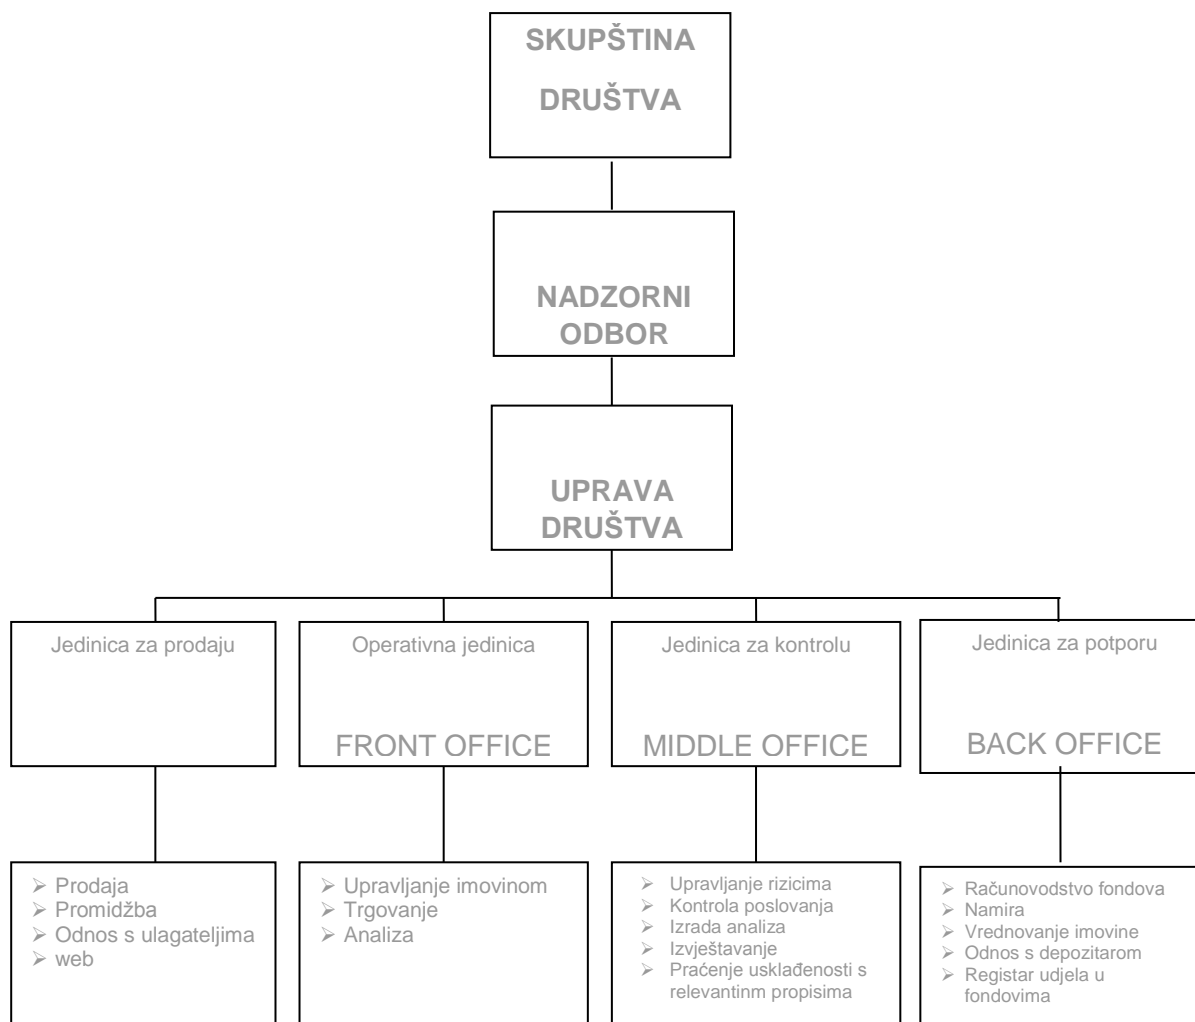 SKUPŠTINA
DRUŠTVA
NADZORNI
ODBOR
UPRAVA
DRUŠTVA
Jedinica za prodaju
Operativna jedinica
FRONT OFFICE
Jedinica za kontrolu
MIDDLE OFFICE
Jedinica za potporu
BACK OFFICE
➢ Prodaja
➢ Promidžba
➢ Odnos s ulagateljima
➢ web
➢ Upravljanje imovinom
➢ Trgovanje
➢ Analiza
➢ Upravljanje rizicima
➢ Kontrola poslovanja
➢ Izrada analiza
➢ Izvještavanje
➢ Praćenje usklađenosti s
relevantinm propisima
➢ Računovodstvo fondova
➢ Namira
➢ Vrednovanje imovine
➢ Odnos s depozitarom
➢ Registar udjela u
fondovima